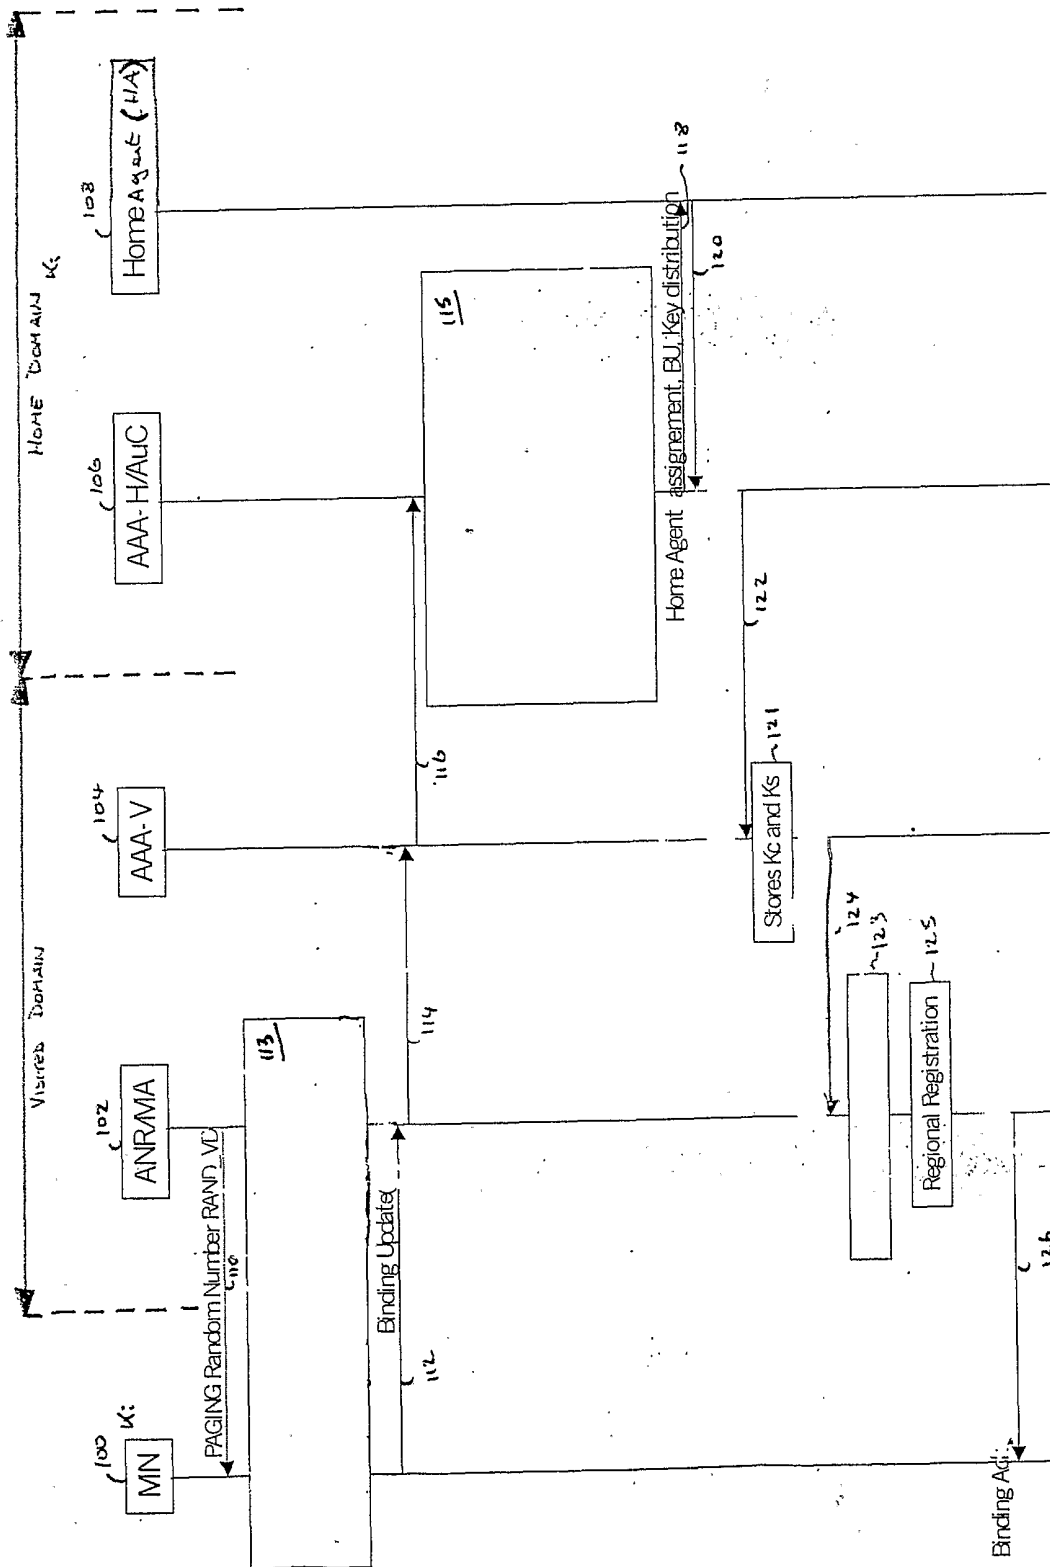 VISITED DOMAIN
HOME DOMAIN Ki
100
MN
Ki
102
ANR/MA
104
AAA-V
106
AAA-H/AuC
108
Home Agent (HA)
PAGING Random Number RAND_VD
110
113
Binding Update(
112
114
116
115
Home Agent assignement, BU, Key distribution
118
120
122
Stores Kc and Ks
121
124
123
Regional Registration
125
126